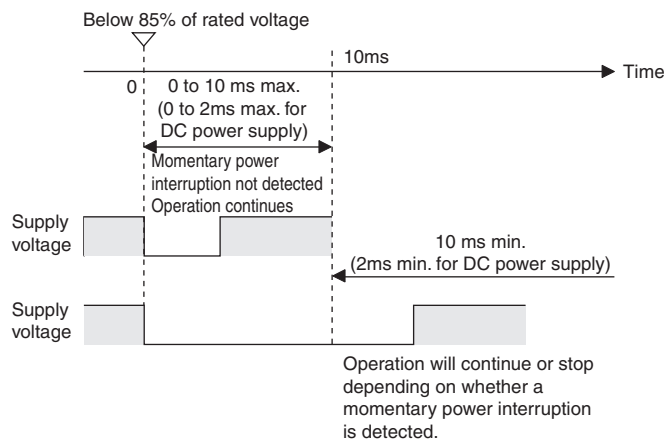 Below 85% of rated voltage
10ms
Time
0
0 to 10 ms max.
(0 to 2ms max. for
DC power supply)
Momentary power
interruption not detected
Operation continues
Supply
voltage
10 ms min.
(2ms min. for DC power supply)
Supply
voltage
Operation will continue or stop
depending on whether a
momentary power interruption
is detected.